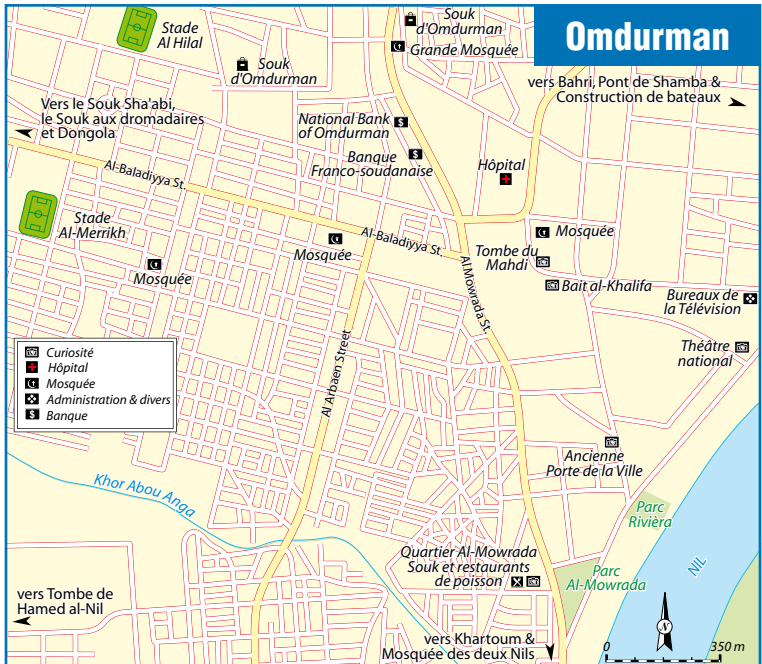 Omdurman
Stade
Al Hilal
Souk
d'Omdurman
Souk
d'Omdurman
Grande Mosquée
vers Bahri, Pont de Shamba &
Construction de bateaux
Vers le Souk Sha'abi,
le Souk aux dromadaires
et Dongola
National Bank
of Omdurman
$
Banque
Franco-soudanaise
$
Hôpital
Al-Baladiyya St.
Stade
Al-Merrikh
Mosquée
Mosquée
Al-Baladiyya St.
Mosquée
Tombe du
Mahdi
Bait al-Khalifa
Al Mowrada St.
Bureaux de
la Télévision
Théâtre
national
Al Arbaen Street
Curiosité
Hôpital
Mosquée
Administration & divers
$ Banque
Ancienne
Porte de la Ville
Khor Abou Anga
Parc
Rivièra
Quartier Al-Mowrada
Souk et restaurants
de poisson
Parc
Al-Mowrada
NIL
vers Tombe de
Hamed al-Nil
vers Khartoum &
Mosquée des deux Nils
N
0 350 m